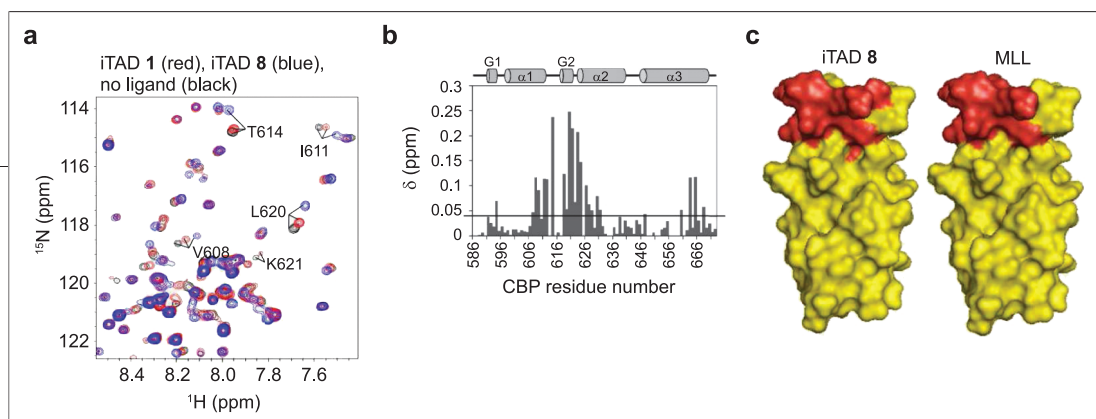 a
iTAD 1 (red), iTAD 8 (blue),
no ligand (black)
114
116
118
120
122
¹⁵N (ppm)
T614
I611
L620
V608
K621
8.4 8.2 8.0 7.8 7.6
¹H (ppm)
b
G1 α1 G2 α2 α3
0.3
0.25
0.20
0.15
0.1
0.05
0
δ (ppm)
586 596 606 616 626 636 646 656 666
CBP residue number
c
iTAD 8 MLL